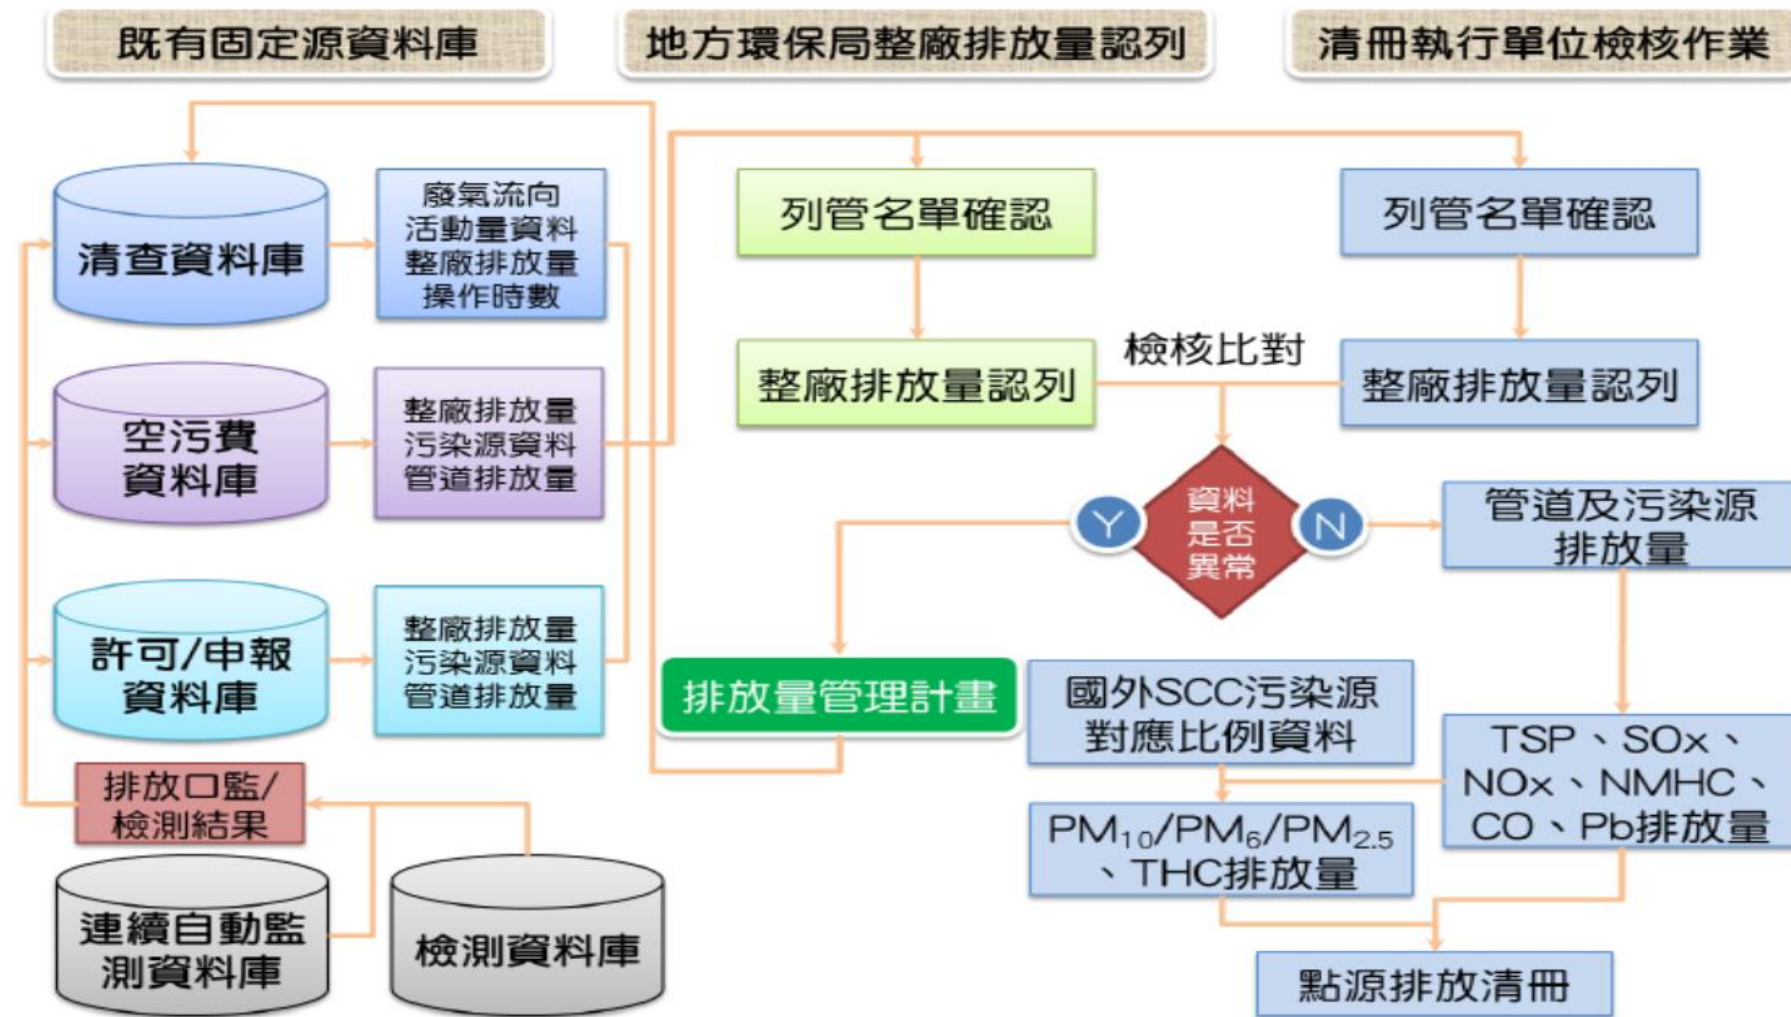 既有固定源資料庫
地方環保局整廠排放量認列
清冊執行單位檢核作業
清查資料庫
廢氣流向
活動量資料
整廠排放量
操作時數
空污費
資料庫
整廠排放量
污染源資料
管道排放量
許可/申報
資料庫
整廠排放量
污染源資料
管道排放量
排放口監/
檢測結果
連續自動監
測資料庫
檢測資料庫
列管名單確認
整廠排放量認列
檢核比對
列管名單確認
整廠排放量認列
Y
資料
是否
異常
N
管道及污染源
排放量
排放量管理計畫
國外SCC污染源
對應比例資料
TSP、SOx、
NOx、NMHC、
CO、Pb排放量
PM₁₀/PM₆/PM₂.₅
、THC排放量
點源排放清冊